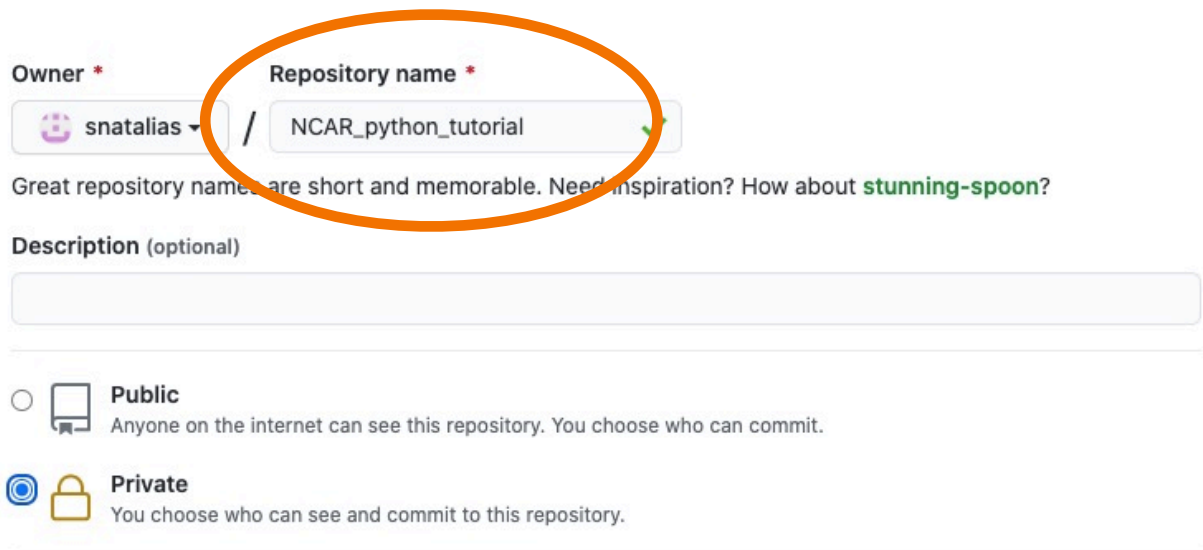 Owner * Repository name *
snatalias / NCAR_python_tutorial
Great repository names are short and memorable. Need inspiration? How about stunning-spoon?
Description (optional)
Public
Anyone on the internet can see this repository. You choose who can commit.
Private
You choose who can see and commit to this repository.